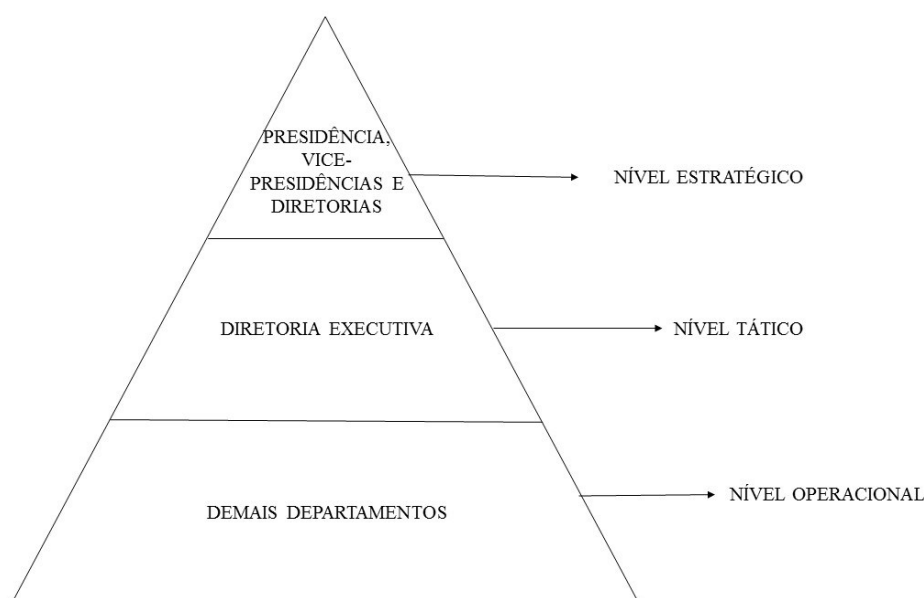 PRESIDÊNCIA,
VICE-
PRESIDÊNCIAS E
DIRETORIAS
NÍVEL ESTRATÉGICO
DIRETORIA EXECUTIVA
NÍVEL TÁTICO
DEMAIS DEPARTAMENTOS
NÍVEL OPERACIONAL